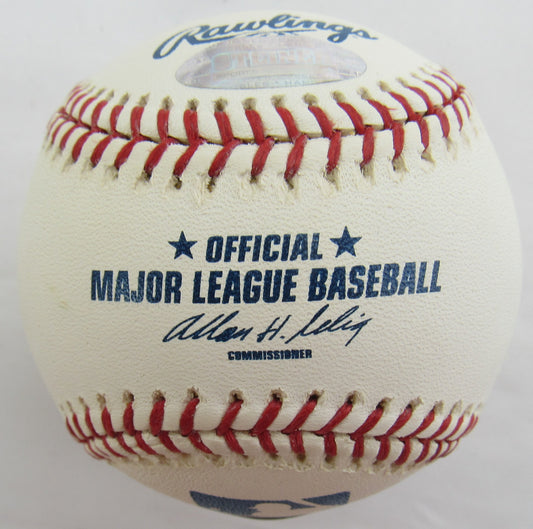 Rawlings
OFFICIAL
MAJOR LEAGUE BASEBALL
Allan H. Selig
COMMISSIONER